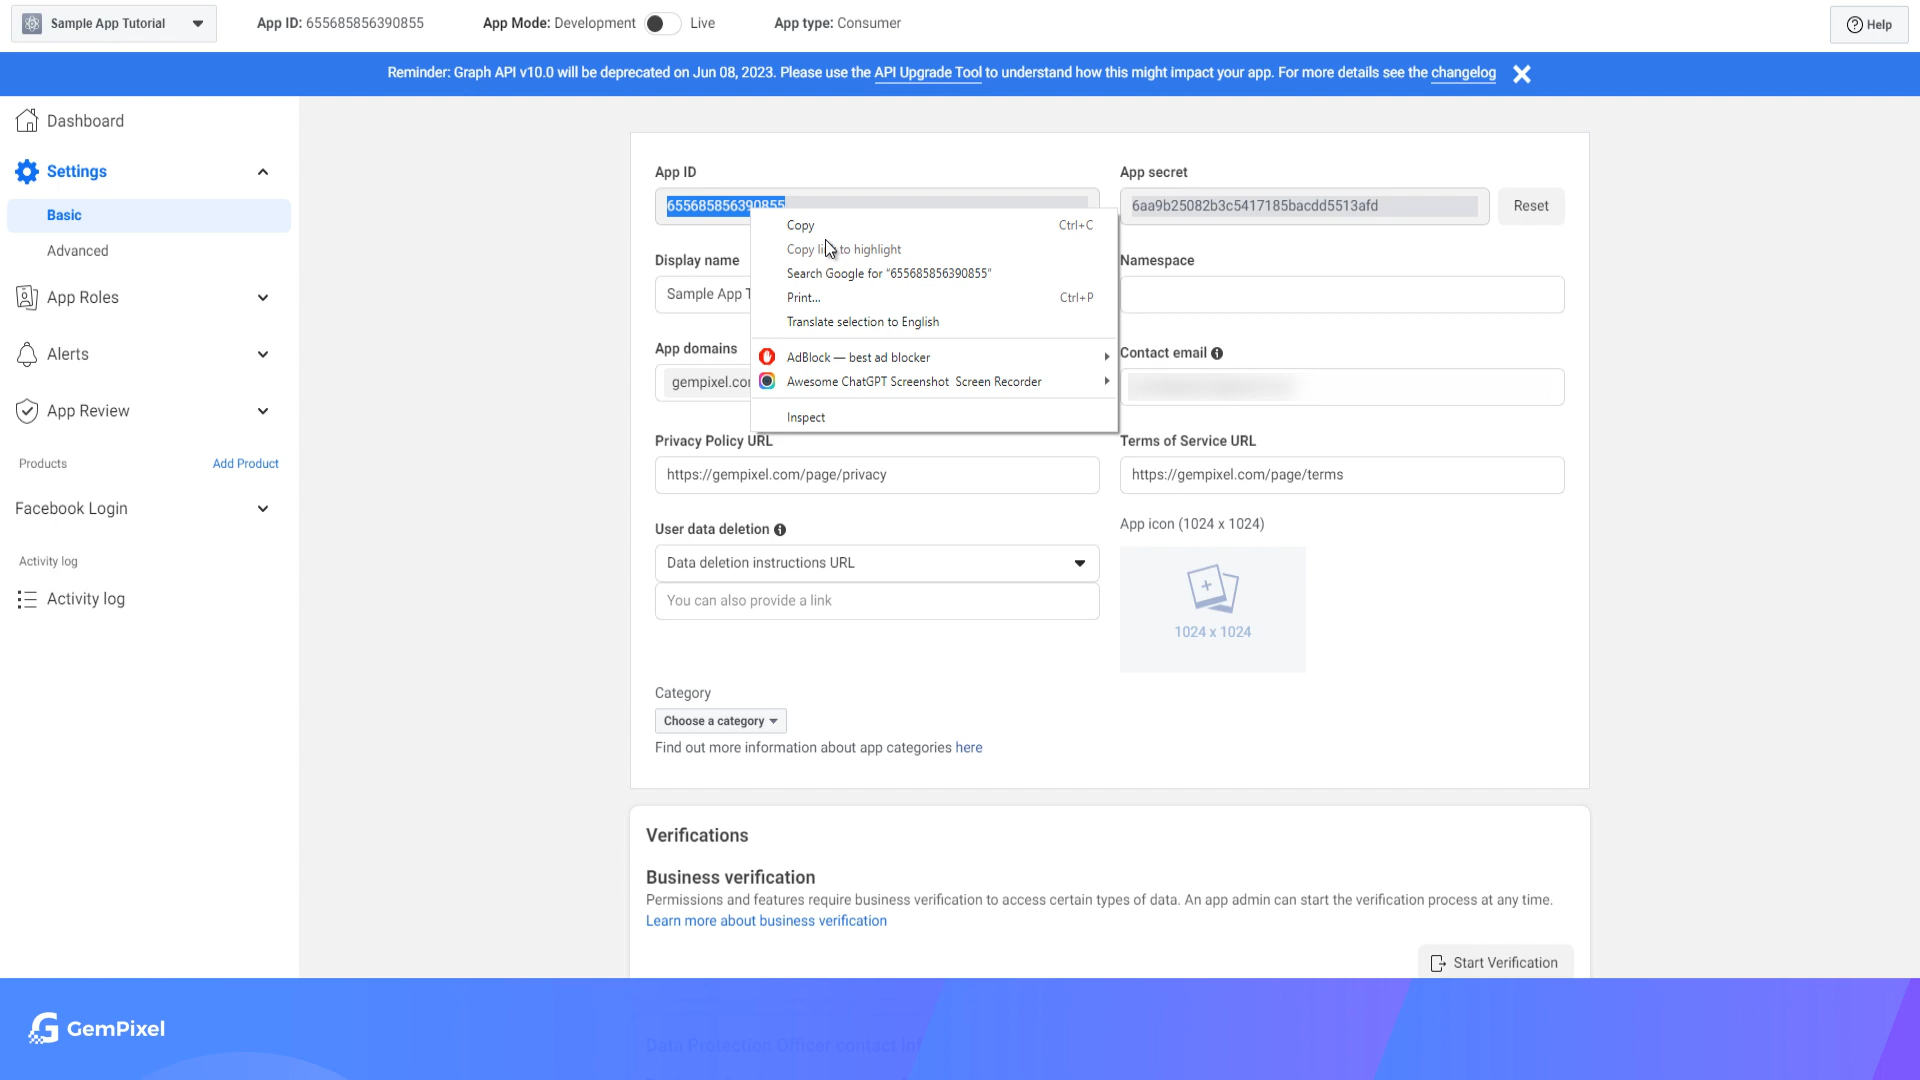 Sample App Tutorial
App ID: 655685856390855
App Mode: Development
Live
App type: Consumer
Help
Reminder: Graph API v10.0 will be deprecated on Jun 08, 2023. Please use the API Upgrade Tool to understand how this might impact your app. For more details see the changelog
Dashboard
Settings
Basic
Advanced
App Roles
Alerts
App Review
Products
Add Product
Facebook Login
Activity log
Activity log
App ID
App secret
655685856390855
6aa9b25082b3c5417185bacdd5513afd
Reset
Copy
Ctrl+C
Copy link to highlight
Search Google for "655685856390855"
Print...
Ctrl+P
Translate selection to English
AdBlock — best ad blocker
Awesome ChatGPT Screenshot Screen Recorder
Inspect
Display name
Namespace
Sample App T
App domains
Contact email
gempixel.co
Privacy Policy URL
Terms of Service URL
https://gempixel.com/page/privacy
https://gempixel.com/page/terms
User data deletion
App icon (1024 x 1024)
Data deletion instructions URL
You can also provide a link
1024 x 1024
Category
Choose a category
Find out more information about app categories here
Verifications
Business verification
Permissions and features require business verification to access certain types of data. An app admin can start the verification process at any time.
Learn more about business verification
Start Verification
GemPixel
Data Protection Officer contact inf